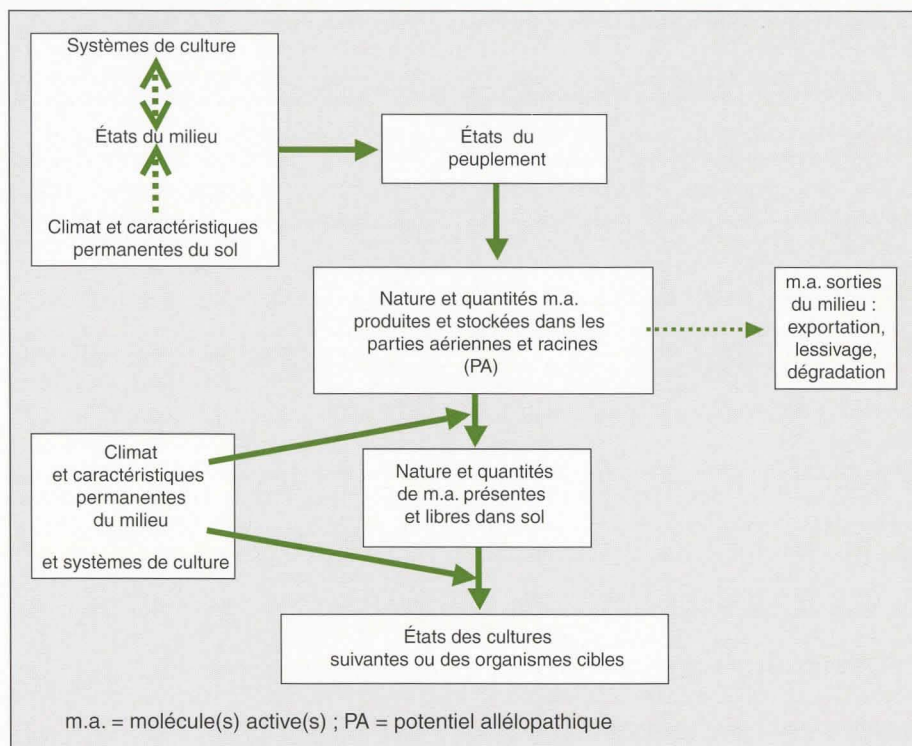 Systèmes de culture
États du milieu
Climat et caractéristiques
permanentes du sol
États du
peuplement
Nature et quantités m.a.
produites et stockées dans les
parties aériennes et racines
(PA)
m.a. sorties
du milieu :
exportation,
lessivage,
dégradation
Climat
et caractéristiques
permanentes
du milieu
et systèmes de culture
Nature et quantités
de m.a. présentes
et libres dans sol
États des cultures
suivantes ou des organismes cibles
m.a. = molécule(s) active(s) ; PA = potentiel allélopathique